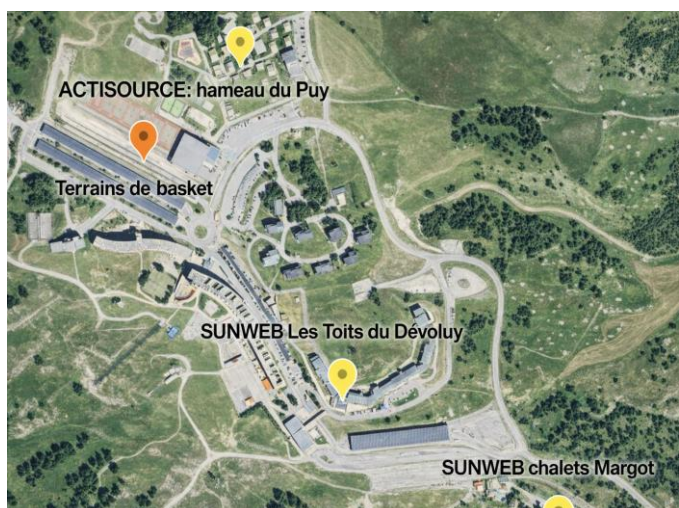 ACTISOURCE: hameau du Puy
Terrains de basket
SUNWEB Les Toits du Dévoluy
SUNWEB chalets Margot